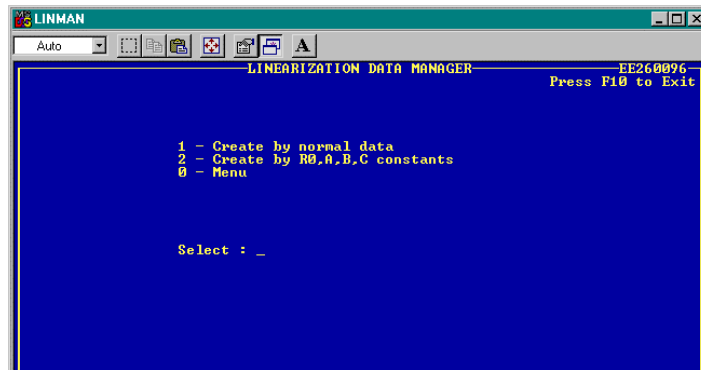 LINMAN
Auto A
LINEARIZATION DATA MANAGER EE260096
Press F10 to Exit
1 - Create by normal data
2 - Create by R0,A,B,C constants
0 - Menu
Select : _